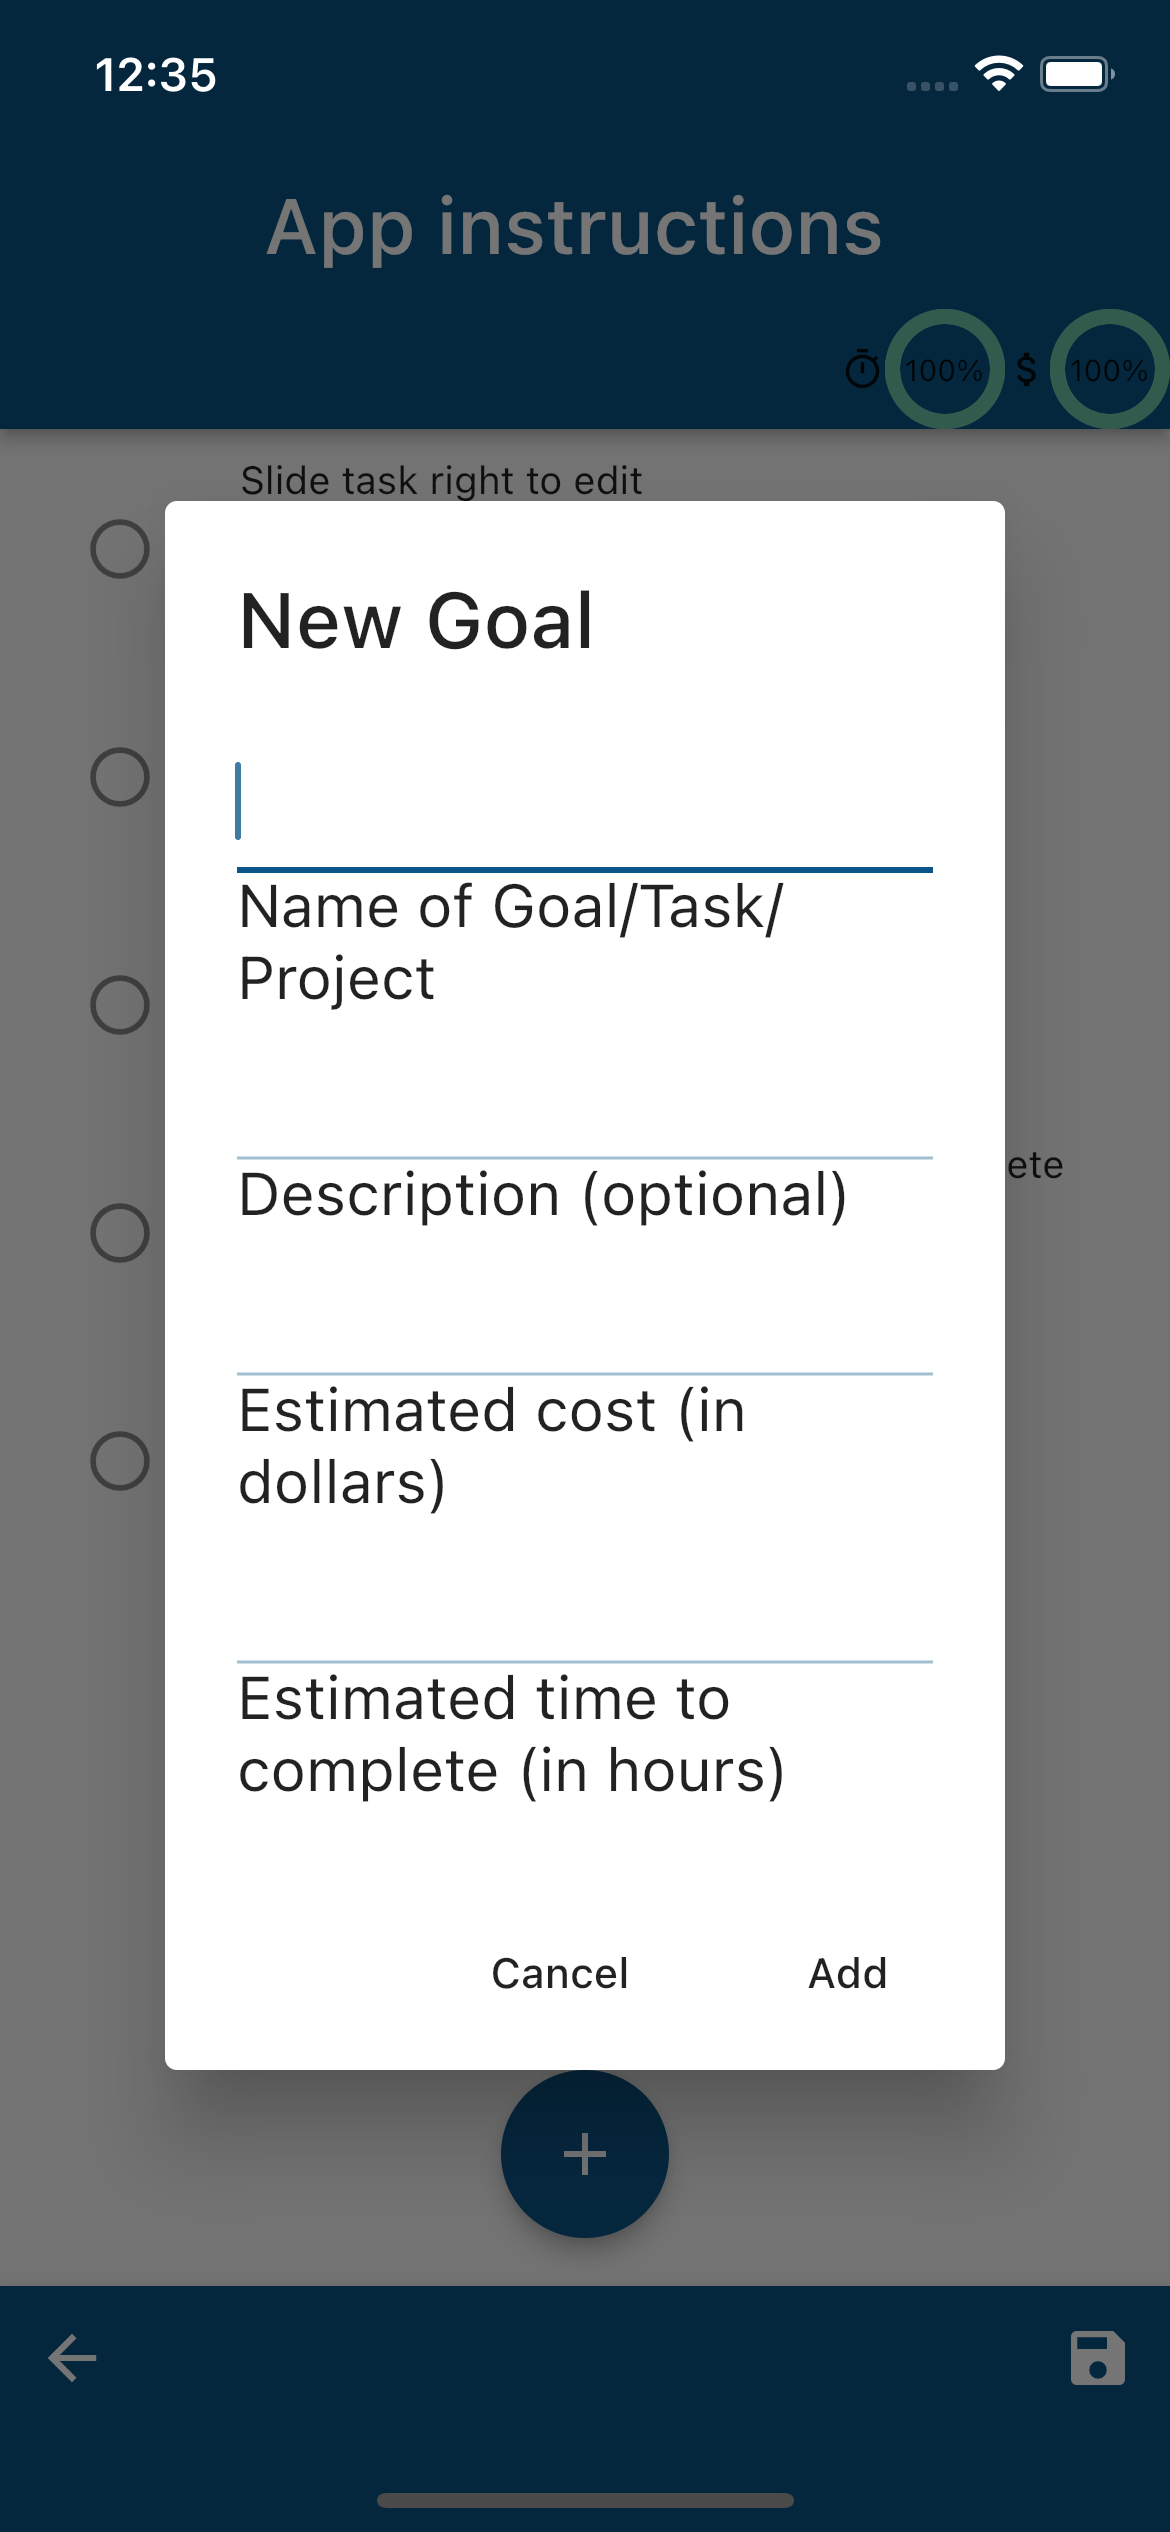 12:35
App instructions
100% $ 100%
Slide task right to edit
New Goal
Name of Goal/Task/
Project
ete
Description (optional)
Estimated cost (in
dollars)
Estimated time to
complete (in hours)
Cancel Add